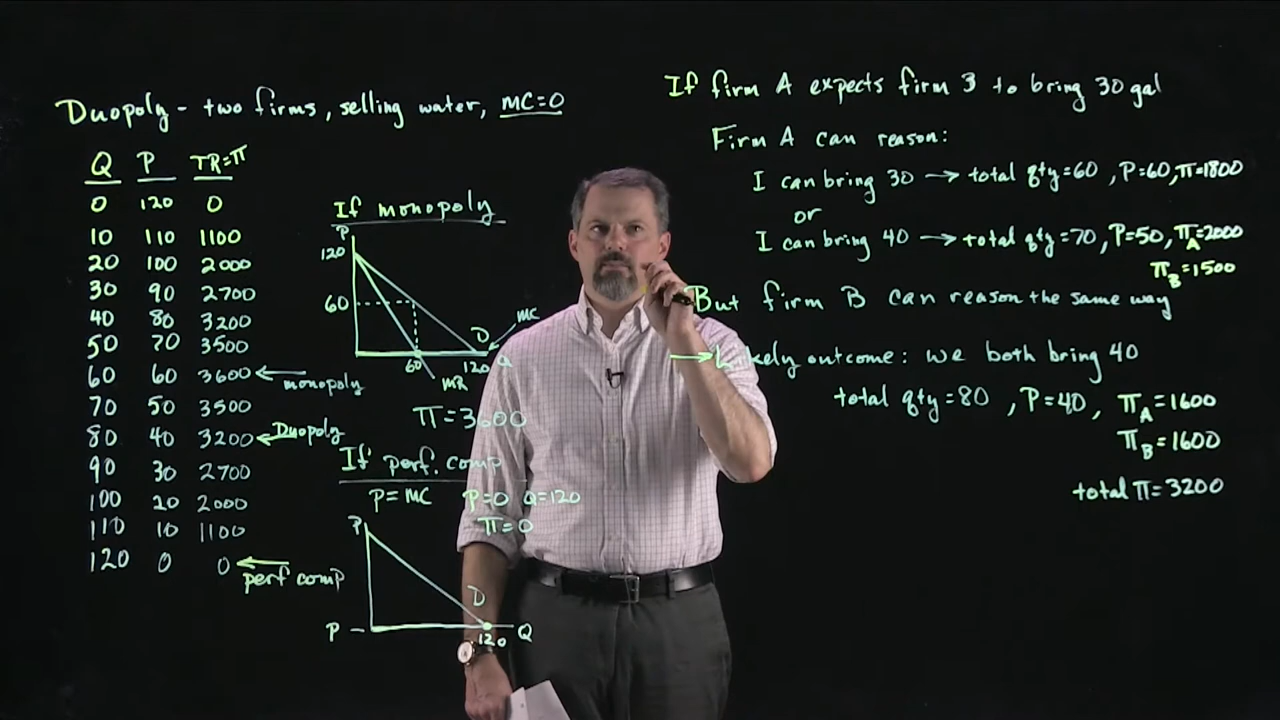 Duopoly - two firms, selling water, MC=0
Q P TR=π
0 120 0
10 110 1100
20 100 2000
30 90 2700
40 80 3200
50 70 3500
60 60 3600 ← monopoly
70 50 3500
80 40 3200 ← Duopoly
90 30 2700
100 20 2000
110 10 1100
120 0 0 ← perf comp
If monopoly
P
120
60
D
MC
60
120
Q
MR
π=3600
If perf. comp
P=MC P=0 Q=120
π=0
P
D
P
120
Q
If firm A expects firm B to bring 30 gal
Firm A can reason:
I can bring 30 → total qty=60, P=60, π=1800
or
I can bring 40 → total qty=70, P=50, π_A=2000
π_B=1500
But firm B can reason the same way
→ Likely outcome: we both bring 40
total qty=80, P=40, π_A=1600
π_B=1600
total π=3200